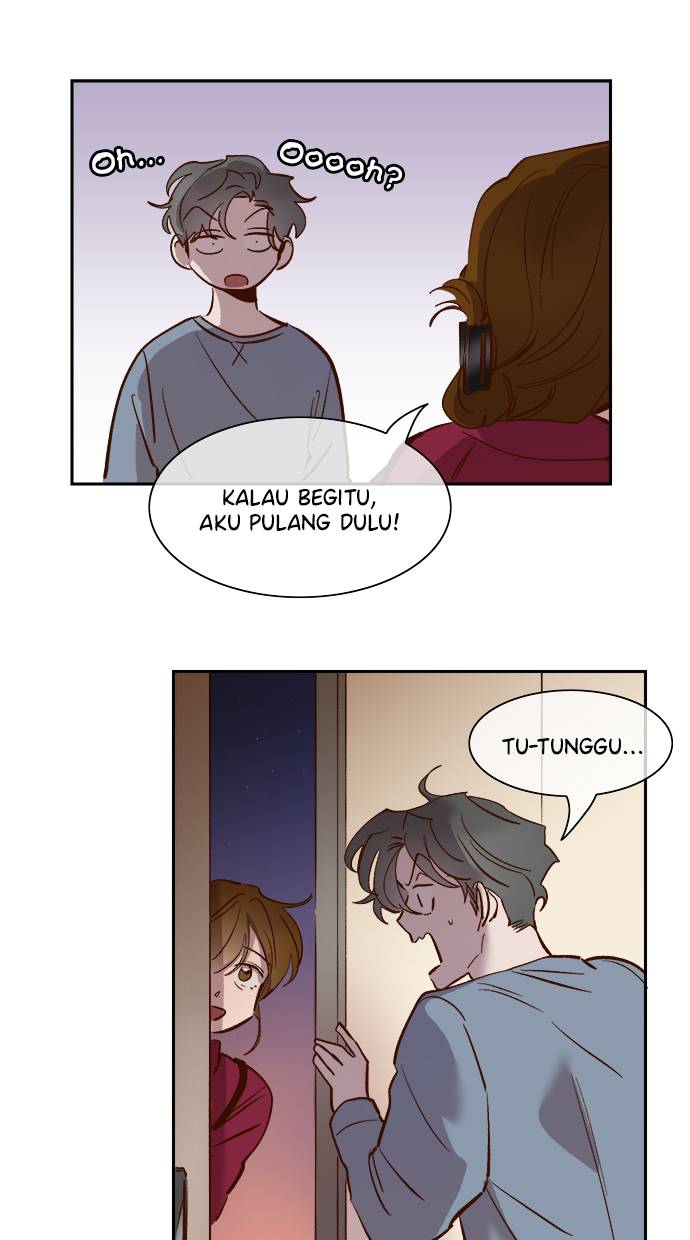 Oh...
Ooooh?
KALAU BEGITU,
AKU PULANG DULU!
TU-TUNGGU...